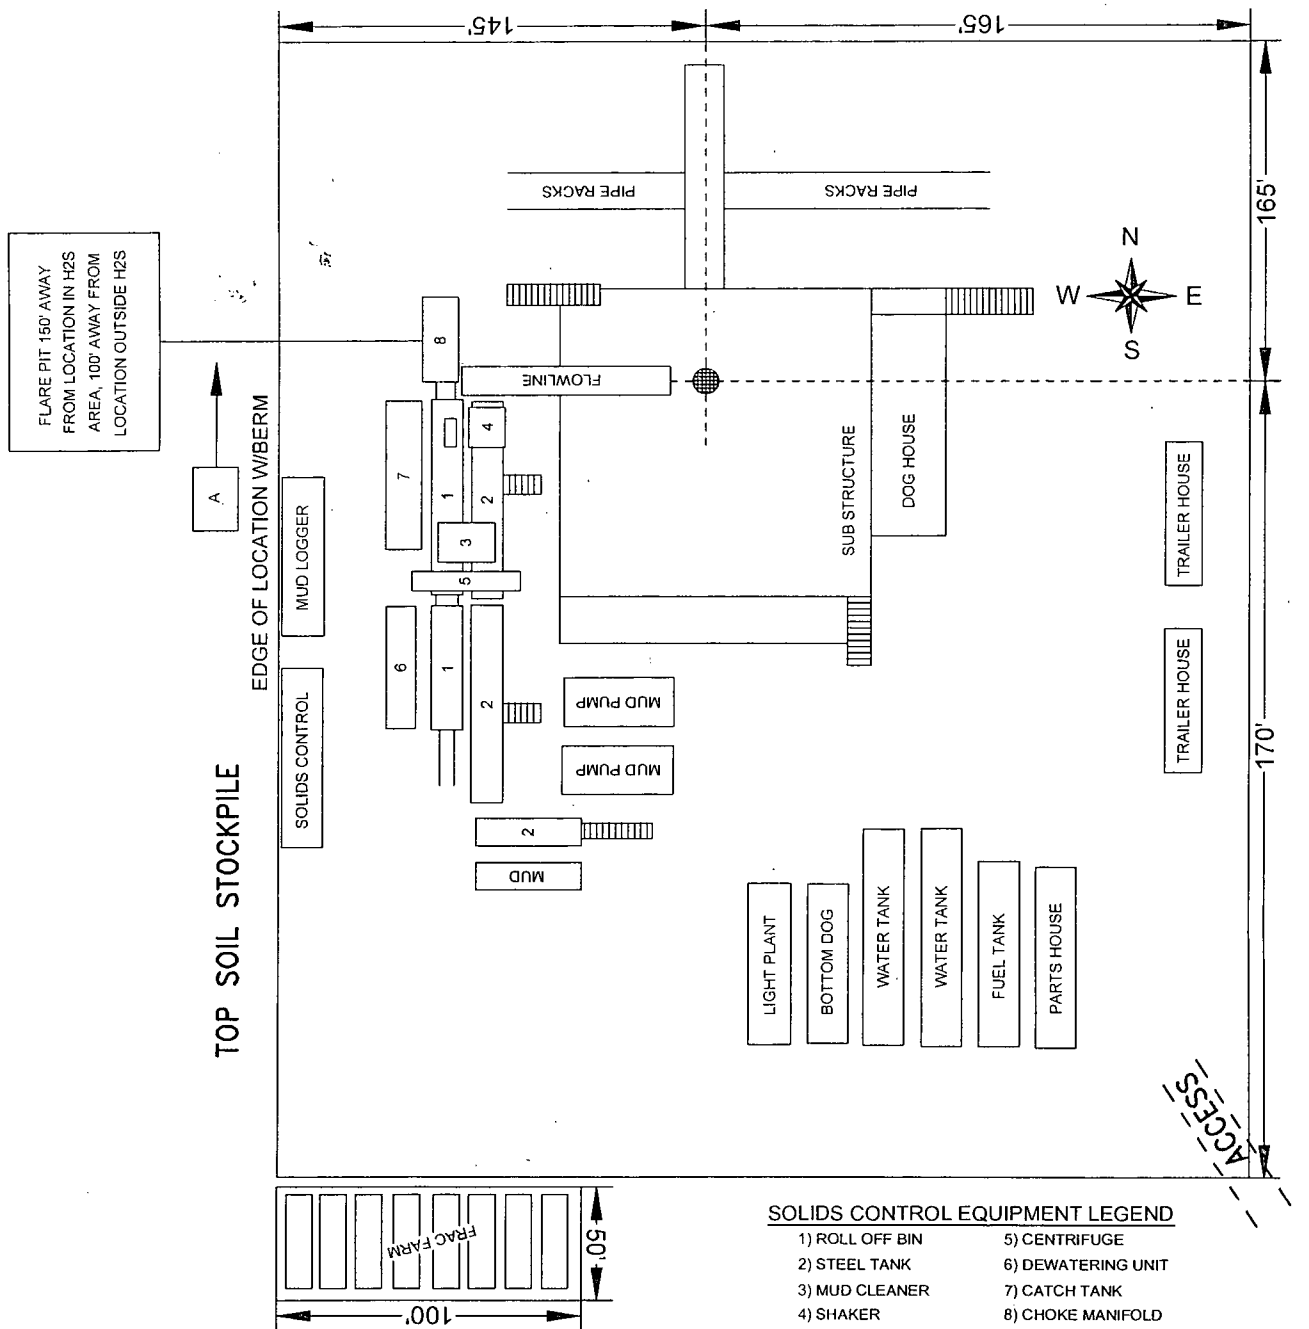 145'
165'
PIPE RACKS
PIPE RACKS
165'
FLARE PIT 150' AWAY
FROM LOCATION IN H2S
AREA, 100' AWAY FROM
LOCATION OUTSIDE H2S
N
W
E
S
8
FLOWLINE
A
EDGE OF LOCATION W/BERM
MUD LOGGER
7
1
4
2
3
5
SUB STRUCTURE
DOG HOUSE
TRAILER HOUSE
TOP SOIL STOCKPILE
SOLIDS CONTROL
6
1
2
MUD PUMP
MUD PUMP
TRAILER HOUSE
170'
2
MUD
LIGHT PLANT
BOTTOM DOG
WATER TANK
WATER TANK
FUEL TANK
PARTS HOUSE
ACCESS
FRAC FARM
50'
100'
SOLIDS CONTROL EQUIPMENT LEGEND
1) ROLL OFF BIN
2) STEEL TANK
3) MUD CLEANER
4) SHAKER
5) CENTRIFUGE
6) DEWATERING UNIT
7) CATCH TANK
8) CHOKE MANIFOLD